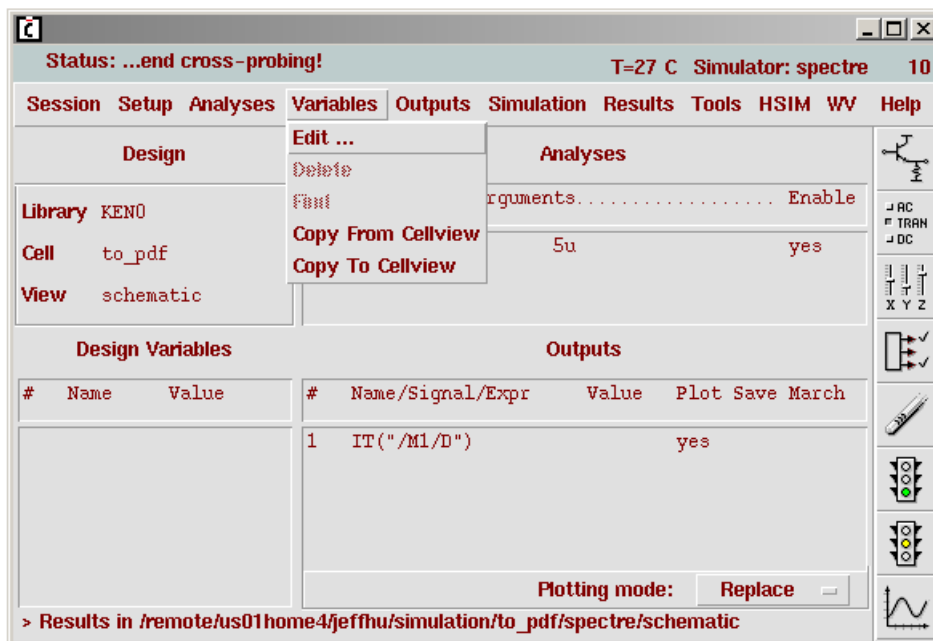 Status: ...end cross-probing!
T=27 C Simulator: spectre 10
Session Setup Analyses Variables Outputs Simulation Results Tools HSIM WV Help
Edit ...
Delete
Find
Copy From Cellview
Copy To Cellview
Design
Library KEN0
Cell to_pdf
View schematic
Analyses
rguments.................. Enable
5u yes
AC
TRAN
DC
X Y Z
Design Variables
# Name Value
Outputs
# Name/Signal/Expr Value Plot Save March
1 IT("/M1/D") yes
Plotting mode: Replace
> Results in /remote/us01home4/jeffhu/simulation/to_pdf/spectre/schematic